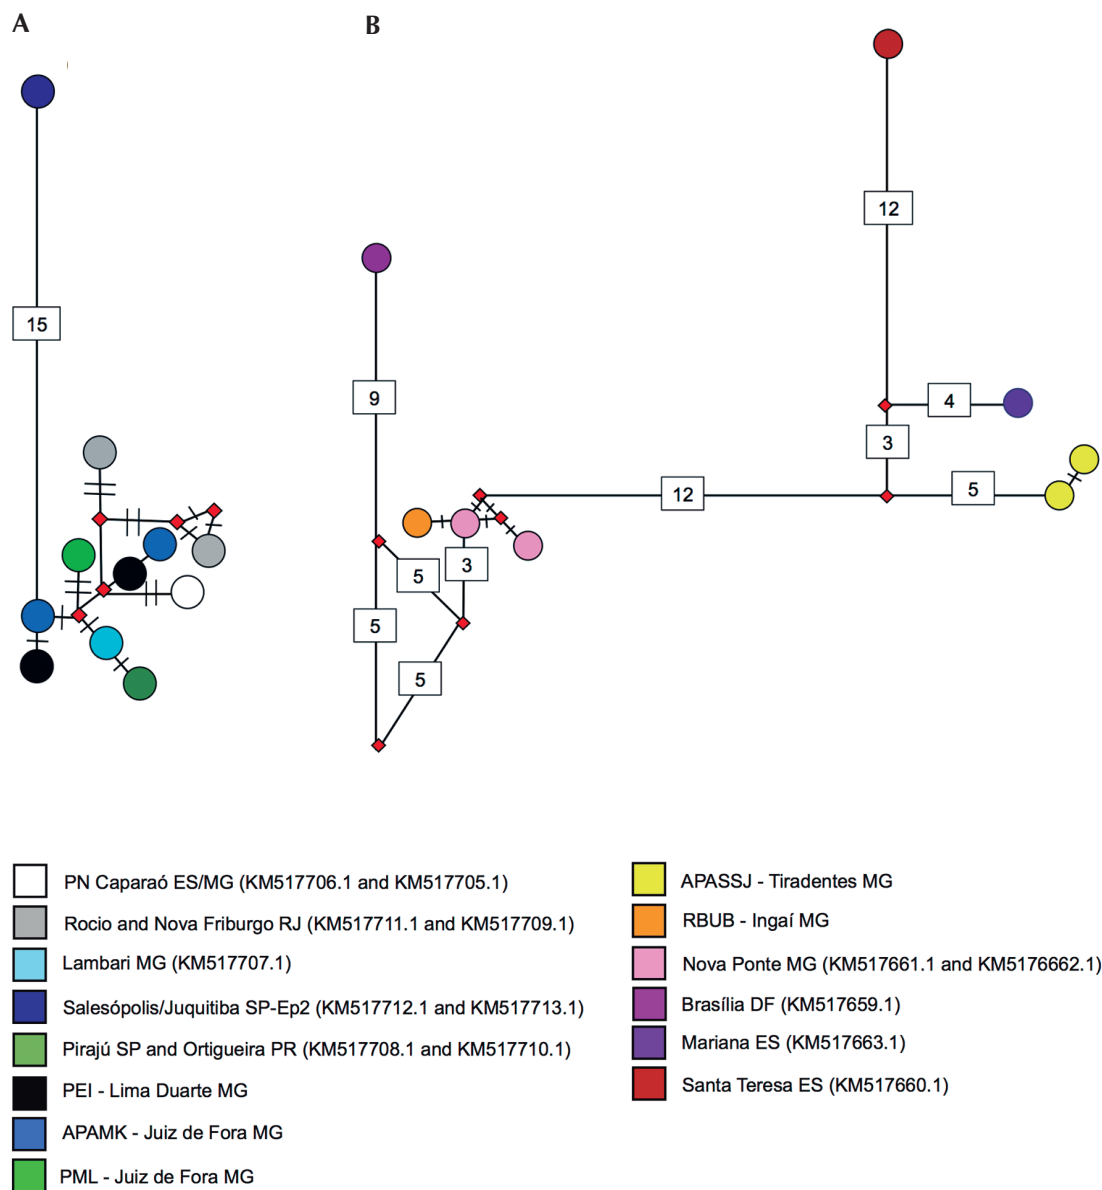 A
B
12
15
9
4
3
12
5
5
3
5
5
PN Caparaó ES/MG (KM517706.1 and KM517705.1)
Rocio and Nova Friburgo RJ (KM517711.1 and KM517709.1)
Lambari MG (KM517707.1)
Salesópolis/Juquitiba SP-Ep2 (KM517712.1 and KM517713.1)
Pirajú SP and Ortigueira PR (KM517708.1 and KM517710.1)
PEI - Lima Duarte MG
APAMK - Juiz de Fora MG
PML - Juiz de Fora MG
APASSJ - Tiradentes MG
RBUB - Ingaí MG
Nova Ponte MG (KM517661.1 and KM5176662.1)
Brasília DF (KM517659.1)
Mariana ES (KM517663.1)
Santa Teresa ES (KM517660.1)